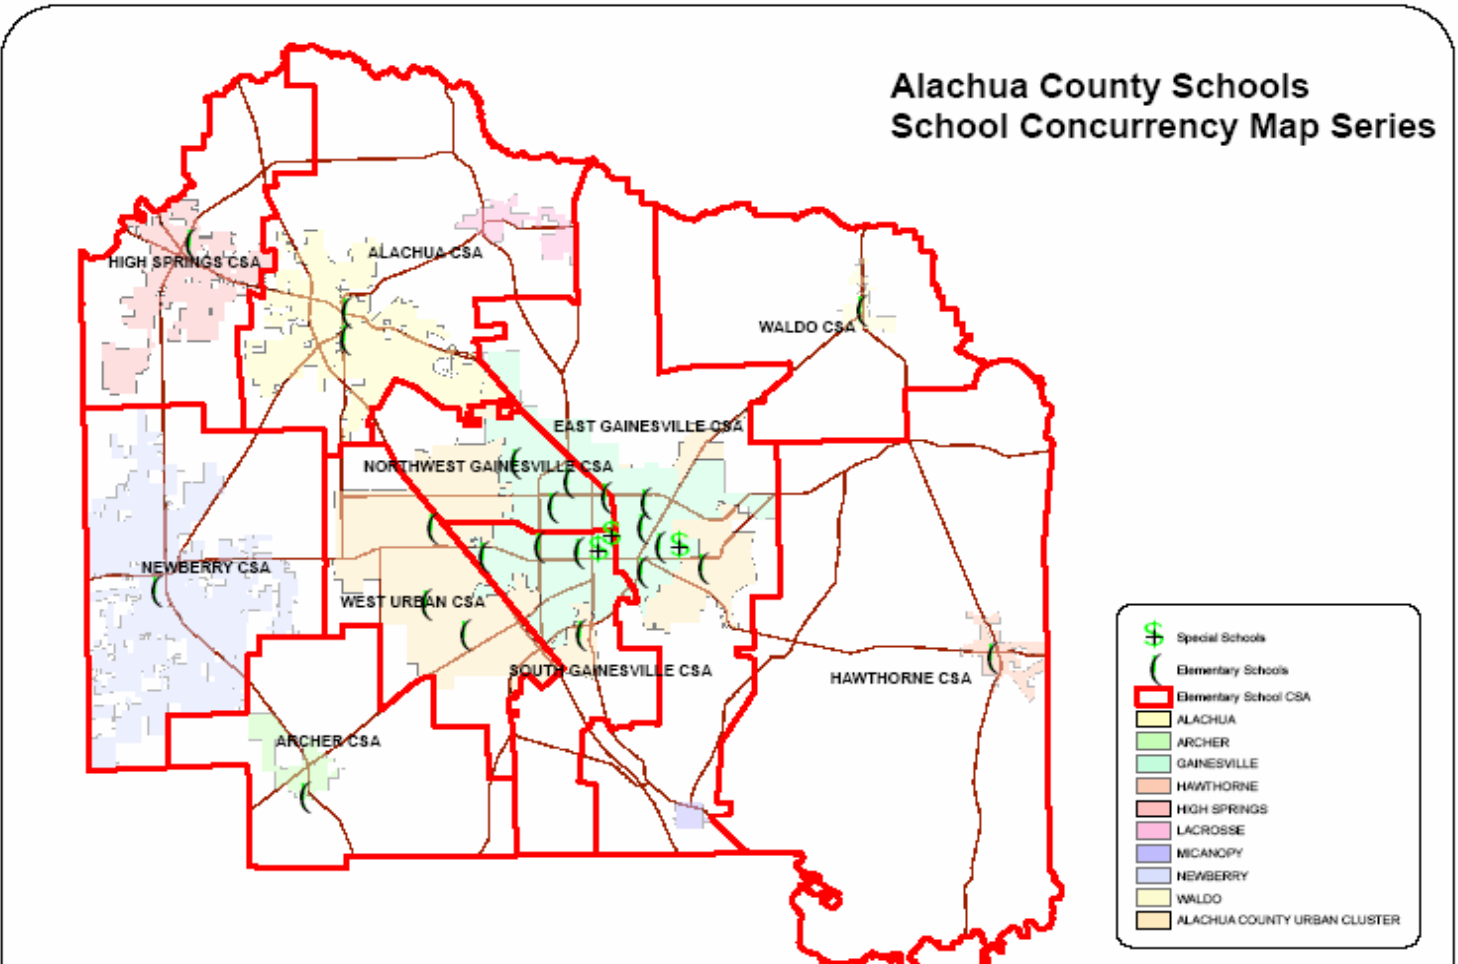 Alachua County Schools
School Concurrency Map Series
HIGH SPRINGS CSA
ALACHUA CSA
WALDO CSA
EAST GAINESVILLE CSA
NORTHWEST GAINESVILLE CSA
NEWBERRY CSA
WEST URBAN CSA
SOUTH GAINESVILLE CSA
HAWTHORNE CSA
ARCHER CSA
Special Schools
Elementary Schools
Elementary School CSA
ALACHUA
ARCHER
GAINESVILLE
HAWTHORNE
HIGH SPRINGS
LACROSSE
MICANOPY
NEWBERRY
WALDO
ALACHUA COUNTY URBAN CLUSTER